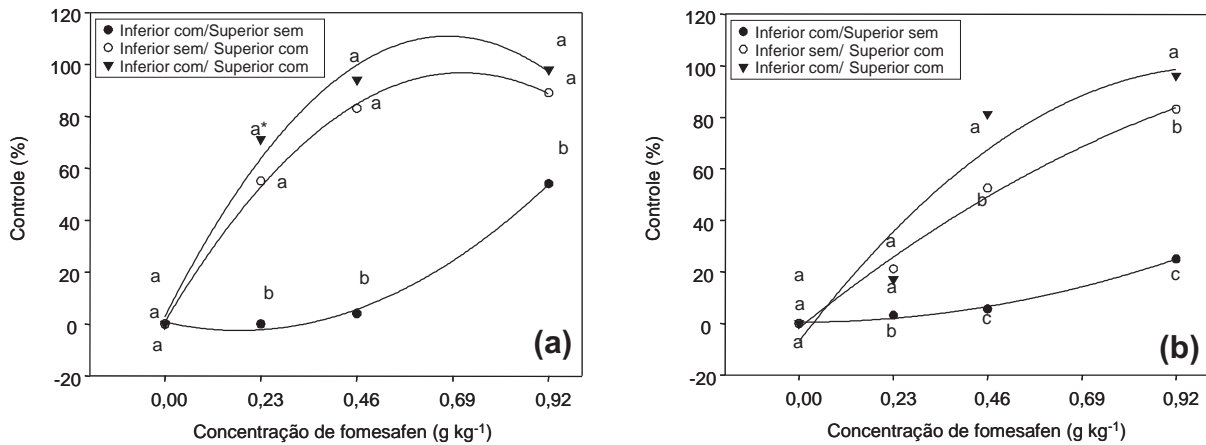 Inferior com/Superior sem
Inferior sem/ Superior com
Inferior com/ Superior com
Controle (%)
120
100
80
60
40
20
0
-20
a
a
a
a*
a
b
a
a
b
a
a
b
(a)
0,00
0,23
0,46
0,69
0,92
Concentração de fomesafen (g kg-1)
Inferior com/Superior sem
Inferior sem/ Superior com
Inferior com/ Superior com
Controle (%)
120
100
80
60
40
20
0
-20
a
a
a
a
a
b
a
b
c
a
b
c
(b)
0,00
0,23
0,46
0,69
0,92
Concentração de fomesafen (g kg-1)